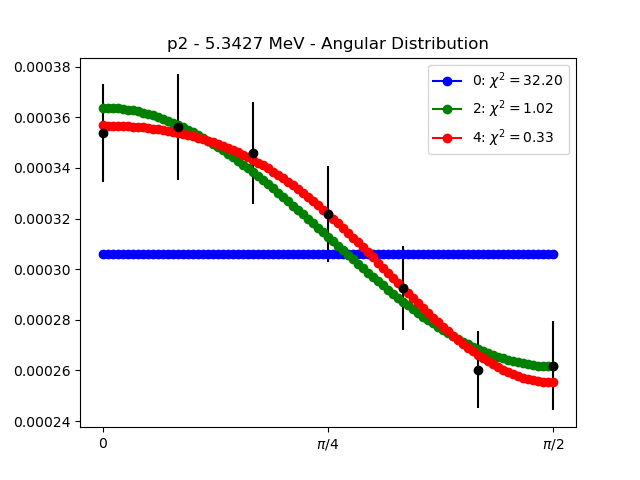 p2 - 5.3427 MeV - Angular Distribution
0.00038
0.00036
0.00034
0.00032
0.00030
0.00028
0.00026
0.00024
0: χ² = 32.20
2: χ² = 1.02
4: χ² = 0.33
0
π/4
π/2